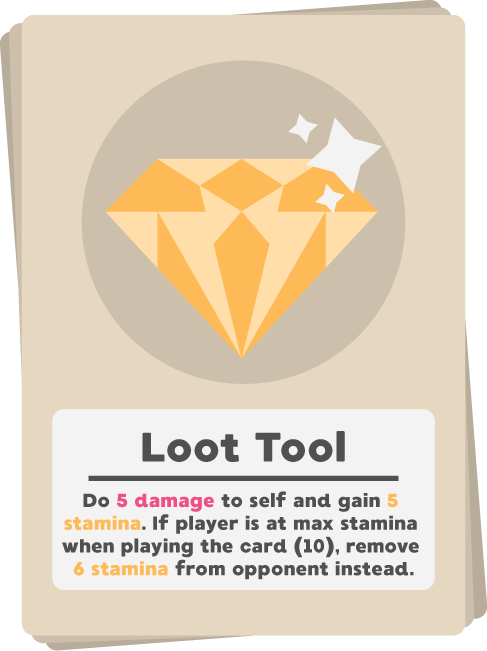 Loot Tool
Do 5 damage to self and gain 5
stamina. If player is at max stamina
when playing the card (10), remove
6 stamina from opponent instead.